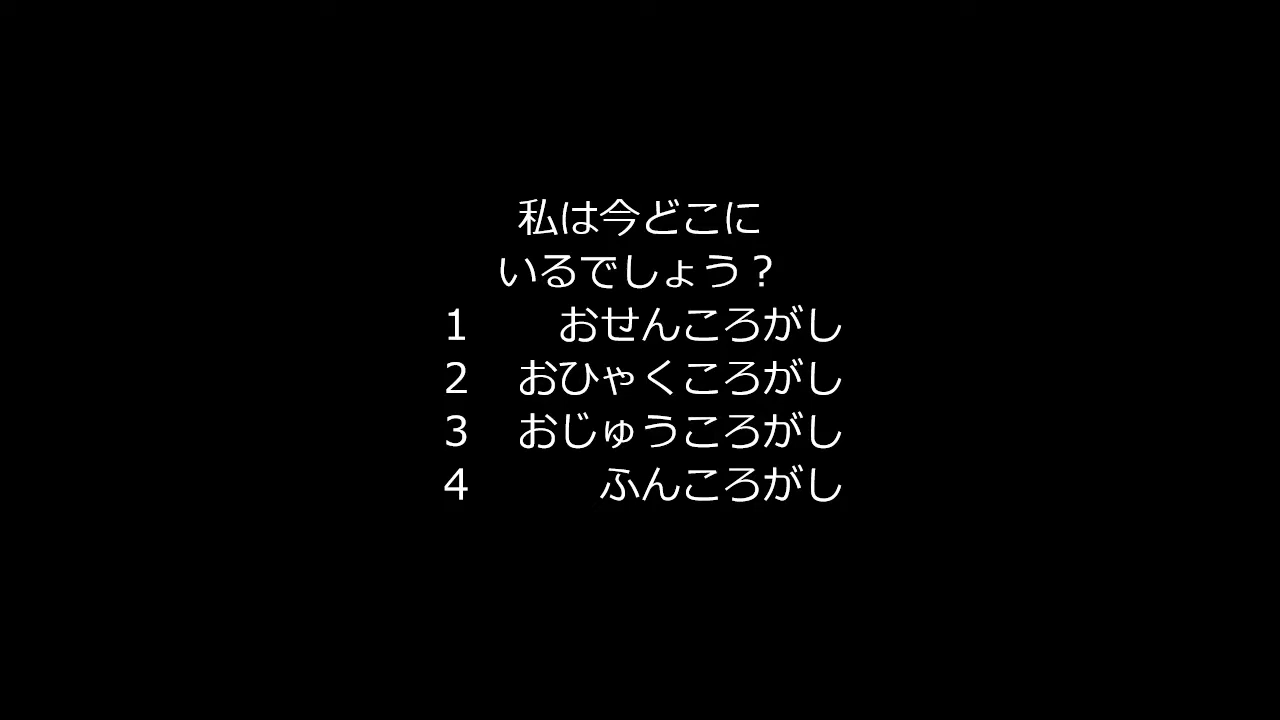 私は今どこに
いるでしょう？
1　　おせんころがし
2　おひゃくころがし
3　おじゅうころがし
4　　　ふんころがし